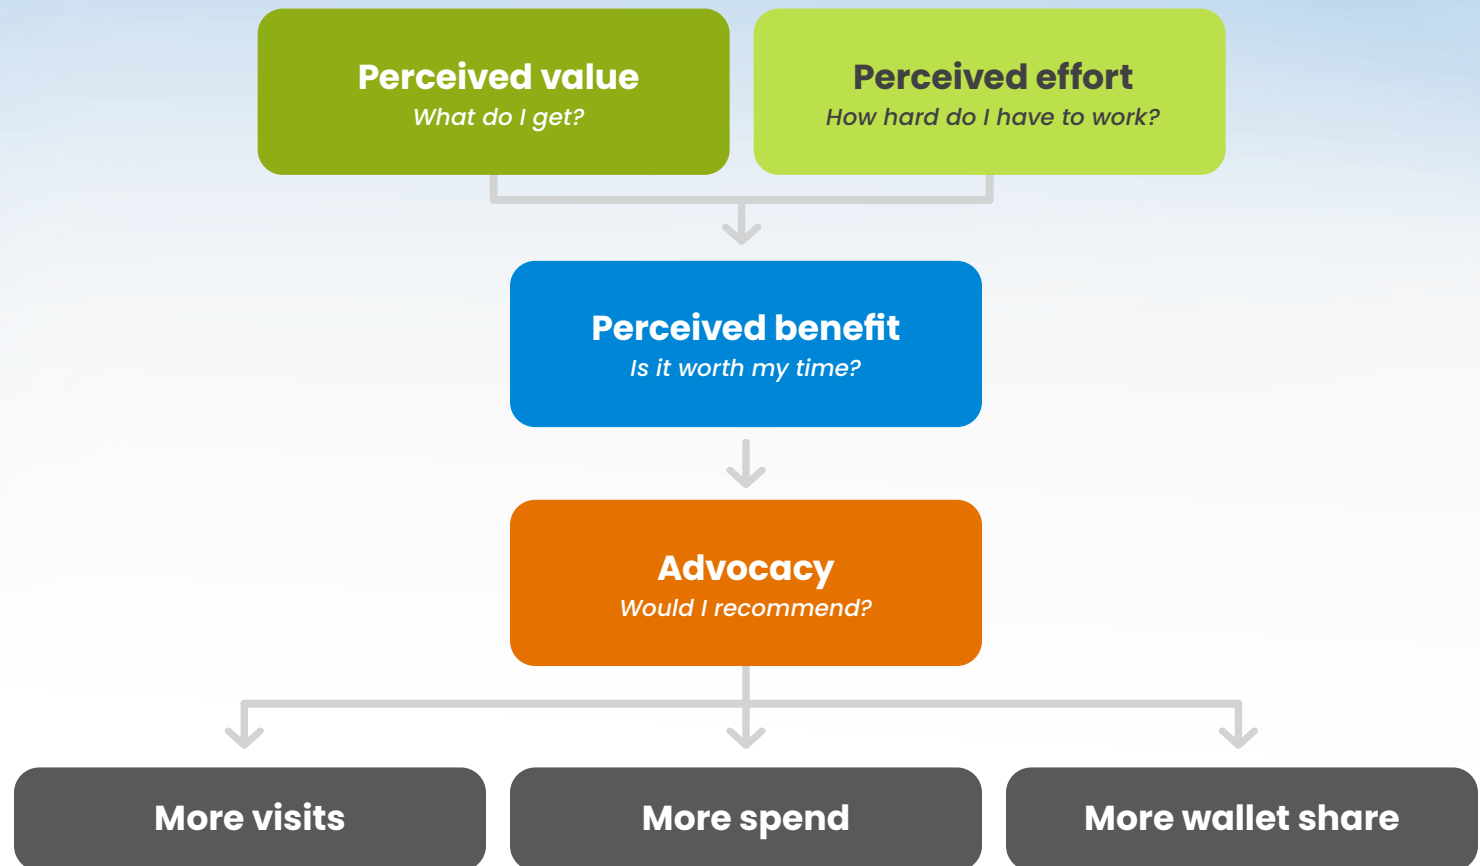 Perceived value
What do I get?
Perceived effort
How hard do I have to work?
Perceived benefit
Is it worth my time?
Advocacy
Would I recommend?
More visits
More spend
More wallet share